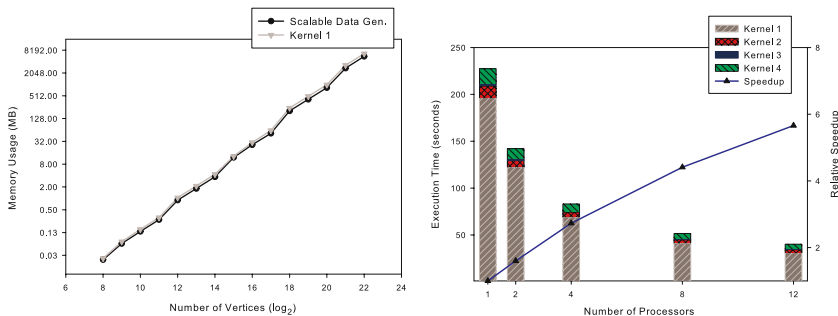 Scalable Data Gen.
Kernel 1
8192.00
2048.00
512.00
128.00
32.00
8.00
2.00
0.50
0.13
0.03
Memory Usage (MB)
6 8 10 12 14 16 18 20 22 24
Number of Vertices (log2)
Kernel 1
Kernel 2
Kernel 3
Kernel 4
Speedup
250
200
150
100
50
Execution Time (seconds)
8
6
4
2
Relative Speedup
1 2 4 8 12
Number of Processors